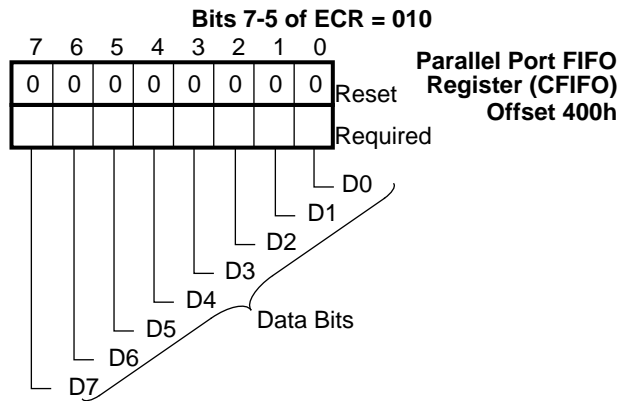 Bits 7-5 of ECR = 010
7 6 5 4 3 2 1 0
Parallel Port FIFO
Register (CFIFO)
Offset 400h
0 0 0 0 0 0 0 0 Reset
Required
D0
D1
D2
D3
D4
D5
D6
D7
Data Bits